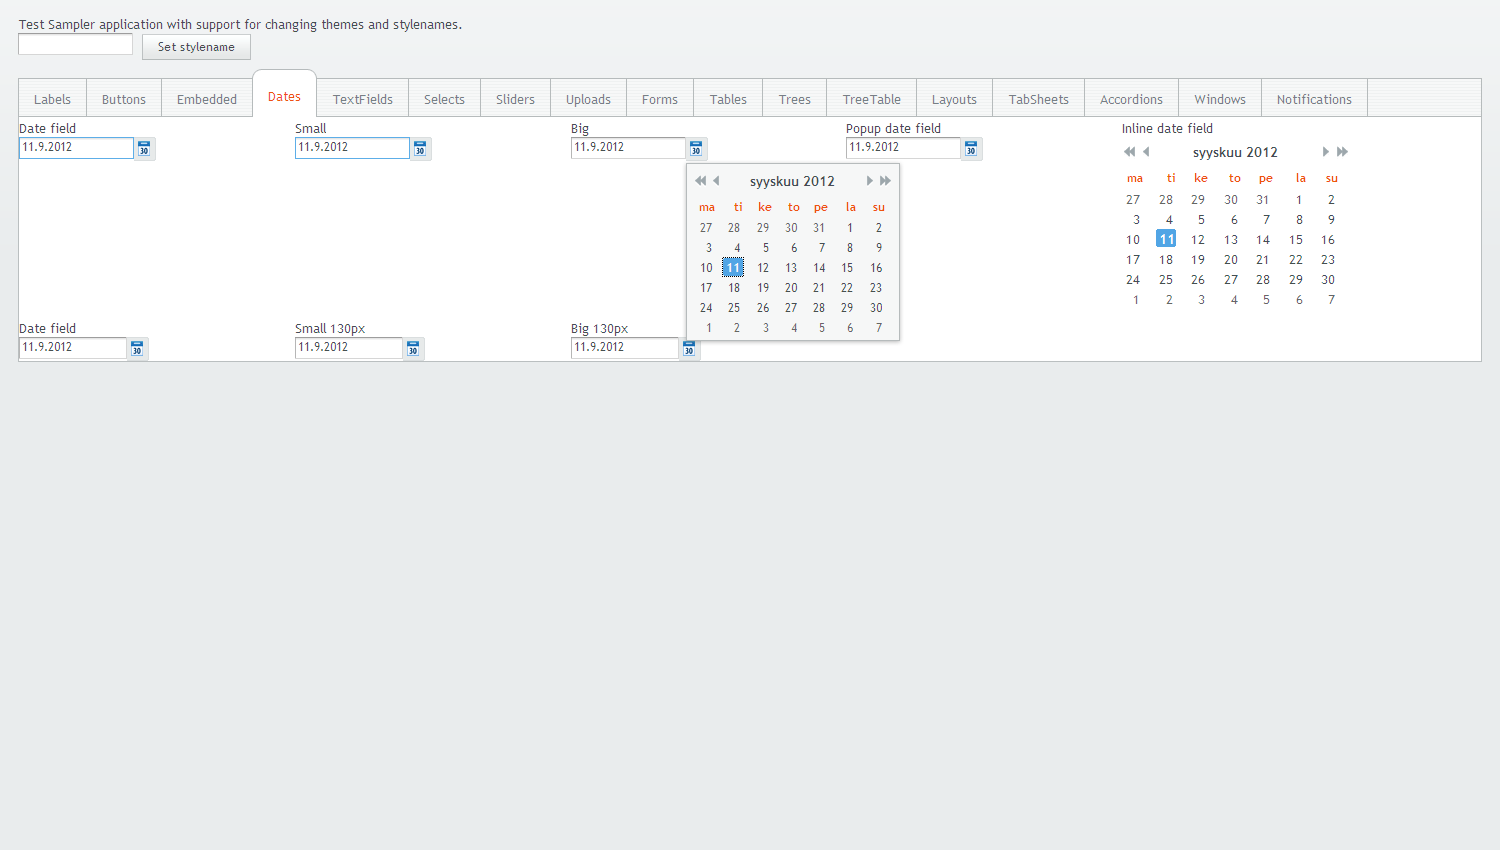 Test Sampler application with support for changing themes and stylenames.
Set stylename
Labels Buttons Embedded Dates TextFields Selects Sliders Uploads Forms Tables Trees TreeTable Layouts TabSheets Accordions Windows Notifications
Date field Small Big Popup date field Inline date field
11.9.2012 30 11.9.2012 30 11.9.2012 30 11.9.2012 30
syyskuu 2012
ma ti ke to pe la su
27 28 29 30 31 1 2
3 4 5 6 7 8 9
10 11 12 13 14 15 16
17 18 19 20 21 22 23
24 25 26 27 28 29 30
1 2 3 4 5 6 7
syyskuu 2012
ma ti ke to pe la su
27 28 29 30 31 1 2
3 4 5 6 7 8 9
10 11 12 13 14 15 16
17 18 19 20 21 22 23
24 25 26 27 28 29 30
1 2 3 4 5 6 7
Date field Small 130px Big 130px
11.9.2012 30 11.9.2012 30 11.9.2012 30